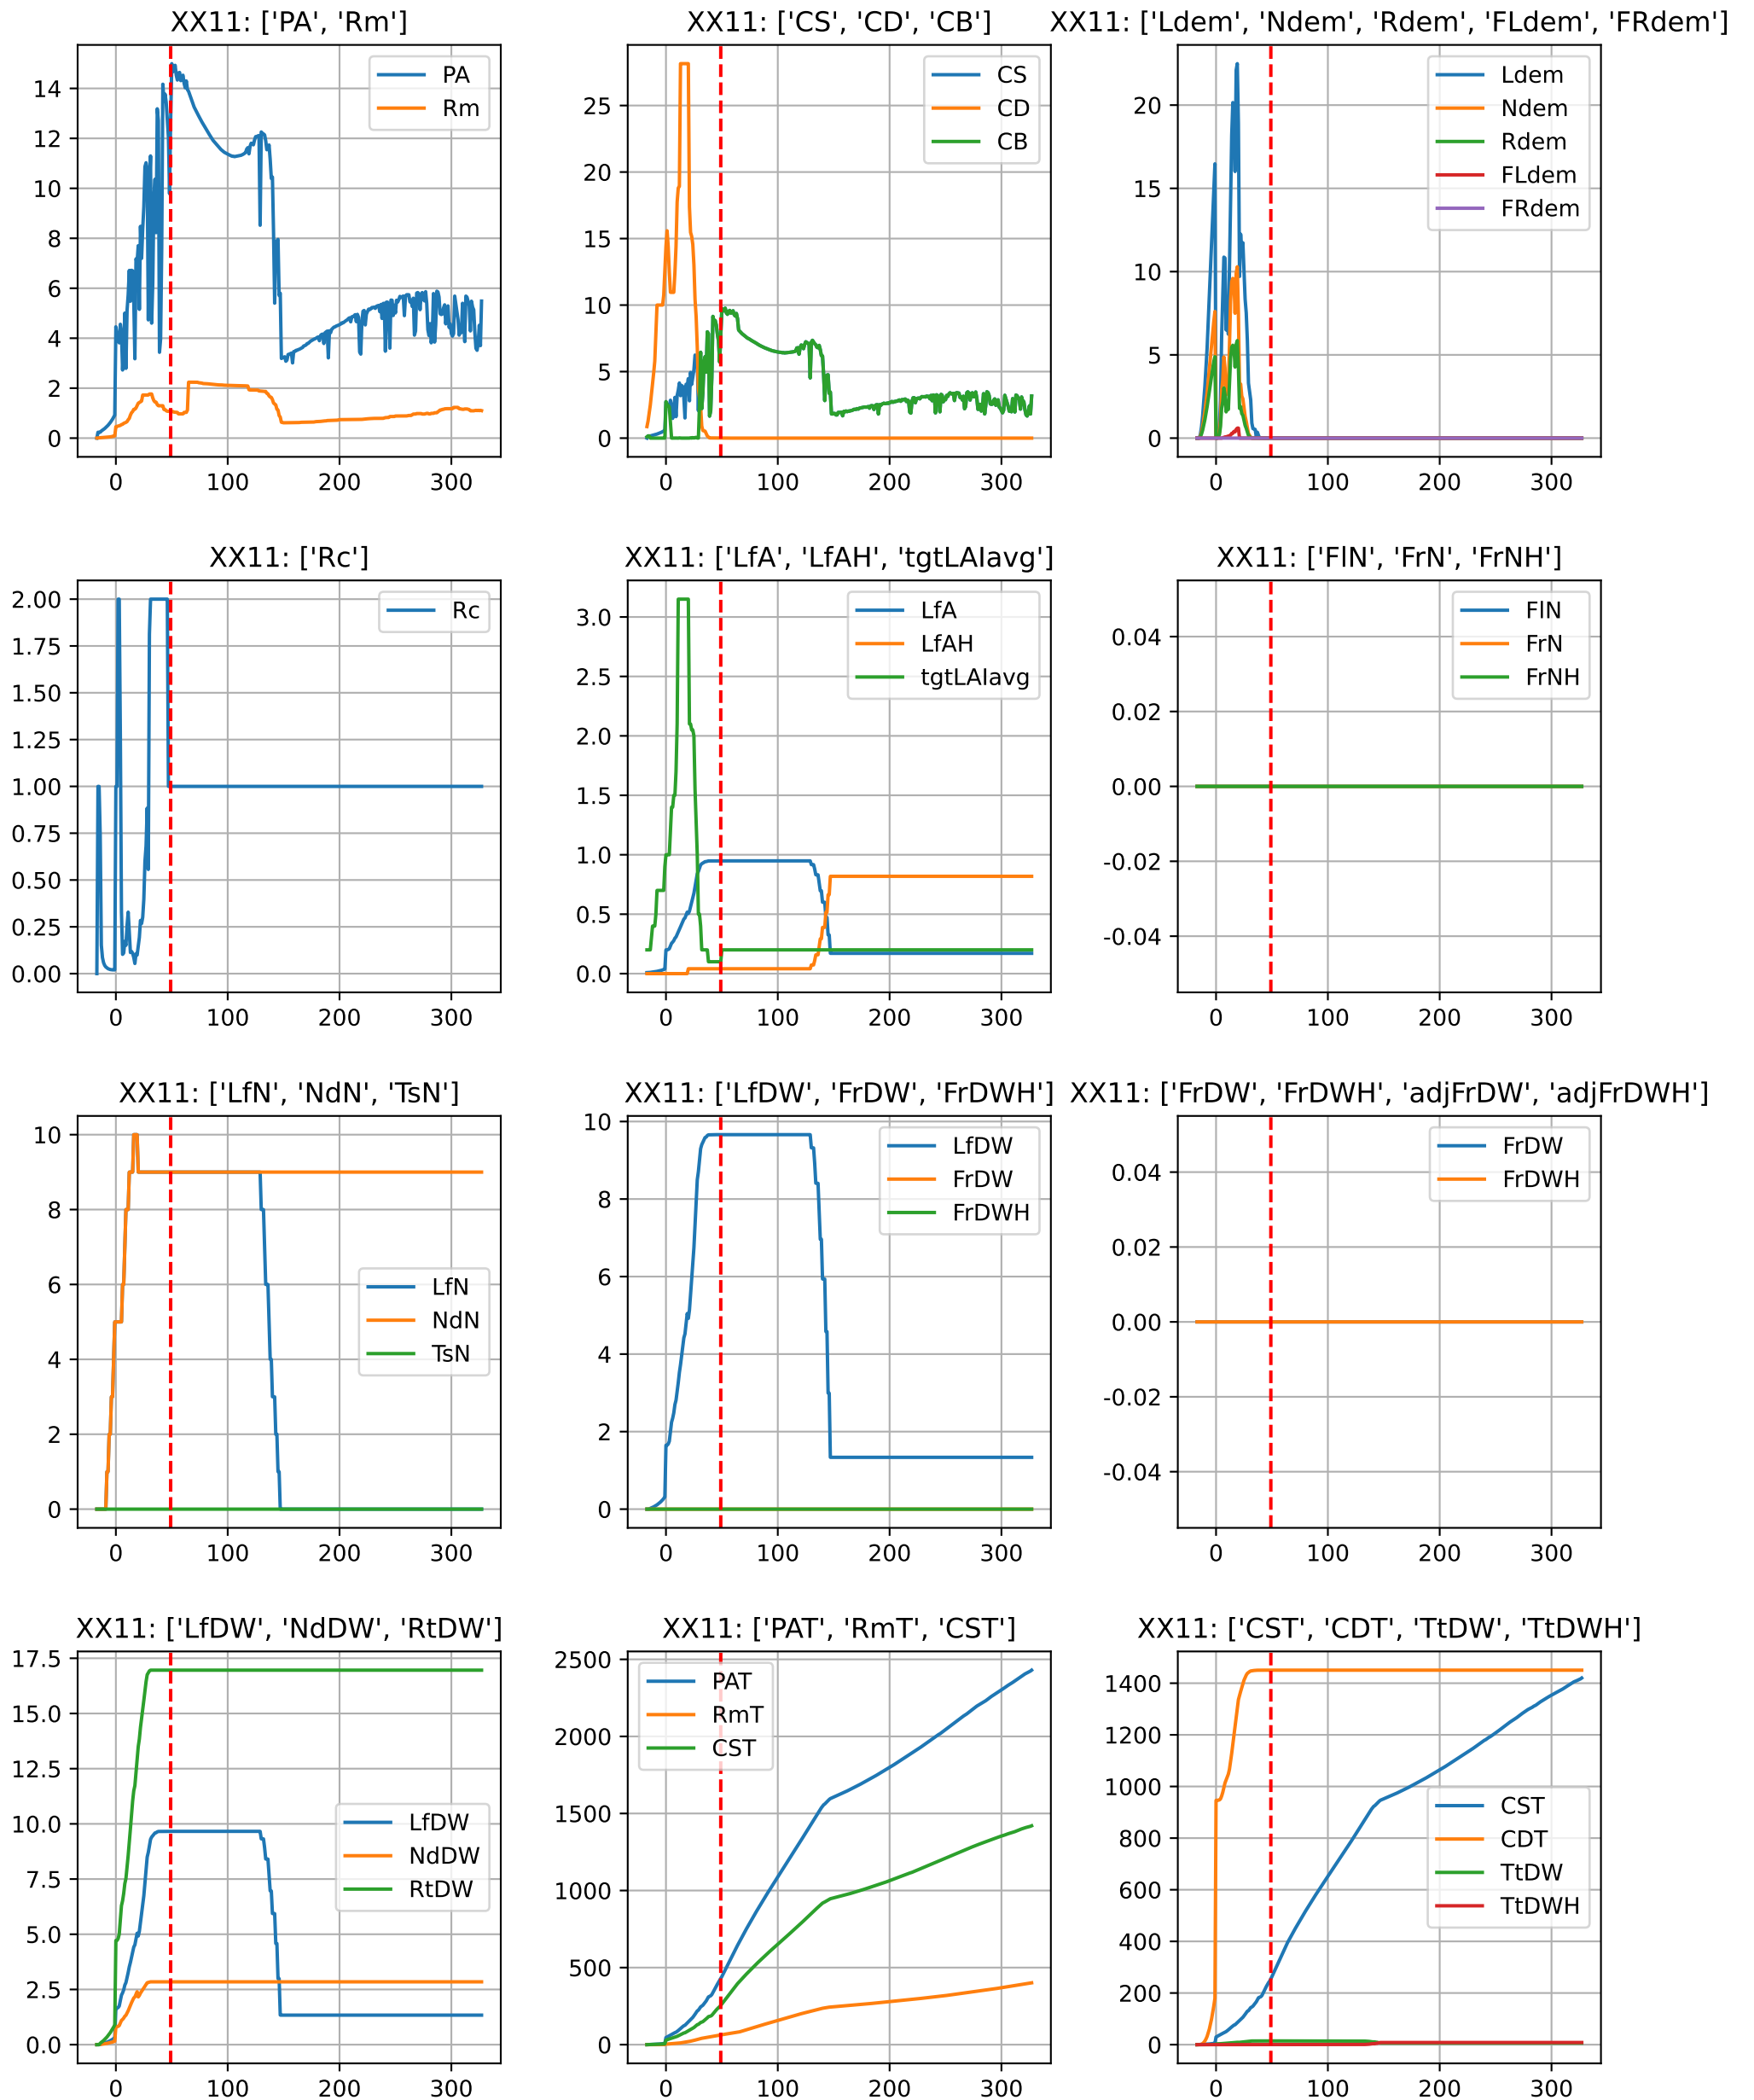 XX11: ['PA', 'Rm']
14
12
10
8
6
4
2
0
0 100 200 300
PA
Rm
XX11: ['CS', 'CD', 'CB']
25
20
15
10
5
0
0 100 200 300
CS
CD
CB
XX11: ['Ldem', 'Ndem', 'Rdem', 'FLdem', 'FRdem']
20
15
10
5
0
0 100 200 300
Ldem
Ndem
Rdem
FLdem
FRdem
XX11: ['Rc']
2.00
1.75
1.50
1.25
1.00
0.75
0.50
0.25
0.00
0 100 200 300
Rc
XX11: ['LfA', 'LfAH', 'tgtLAIavg']
3.0
2.5
2.0
1.5
1.0
0.5
0.0
0 100 200 300
LfA
LfAH
tgtLAIavg
XX11: ['FlN', 'FrN', 'FrNH']
0.04
0.02
0.00
-0.02
-0.04
0 100 200 300
FlN
FrN
FrNH
XX11: ['LfN', 'NdN', 'TsN']
10
8
6
4
2
0
0 100 200 300
LfN
NdN
TsN
XX11: ['LfDW', 'FrDW', 'FrDWH']
10
8
6
4
2
0
0 100 200 300
LfDW
FrDW
FrDWH
XX11: ['FrDW', 'FrDWH', 'adjFrDW', 'adjFrDWH']
0.04
0.02
0.00
-0.02
-0.04
0 100 200 300
FrDW
FrDWH
XX11: ['LfDW', 'NdDW', 'RtDW']
17.5
15.0
12.5
10.0
7.5
5.0
2.5
0.0
0 100 200 300
LfDW
NdDW
RtDW
XX11: ['PAT', 'RmT', 'CST']
2500
2000
1500
1000
500
0
0 100 200 300
PAT
RmT
CST
XX11: ['CST', 'CDT', 'TtDW', 'TtDWH']
1400
1200
1000
800
600
400
200
0
0 100 200 300
CST
CDT
TtDW
TtDWH